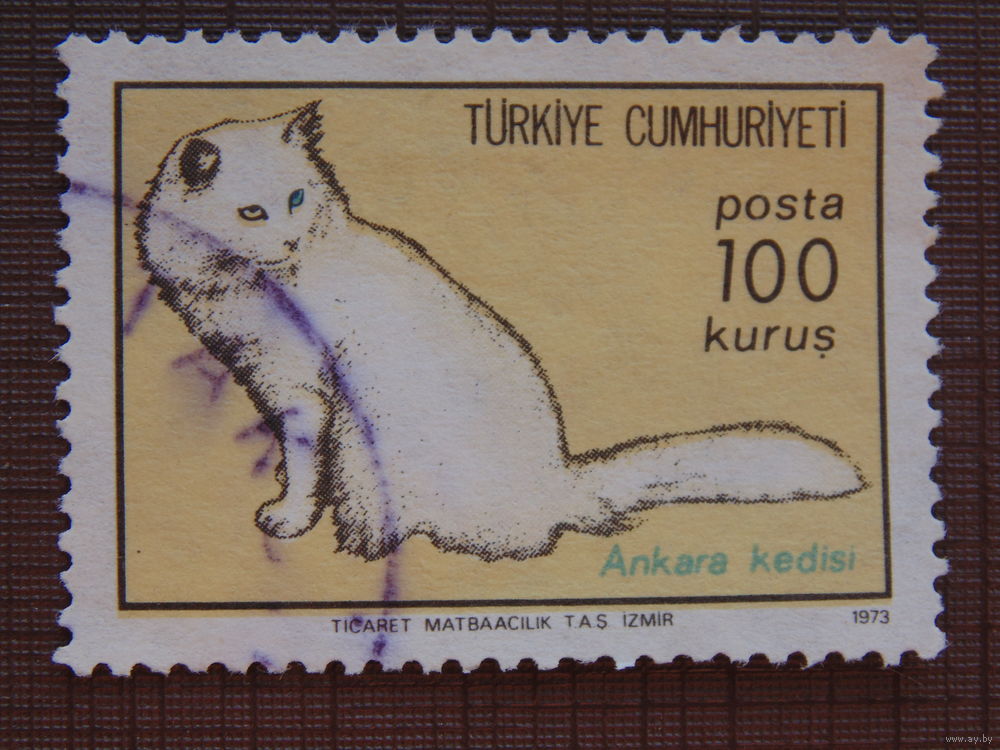 TÜRKİYE CUMHURİYETİ
posta
100
kuruş
Ankara kedisi
TİCARET MATBAACILIK T.A.Ş İZMİR
1973
www.ay.by